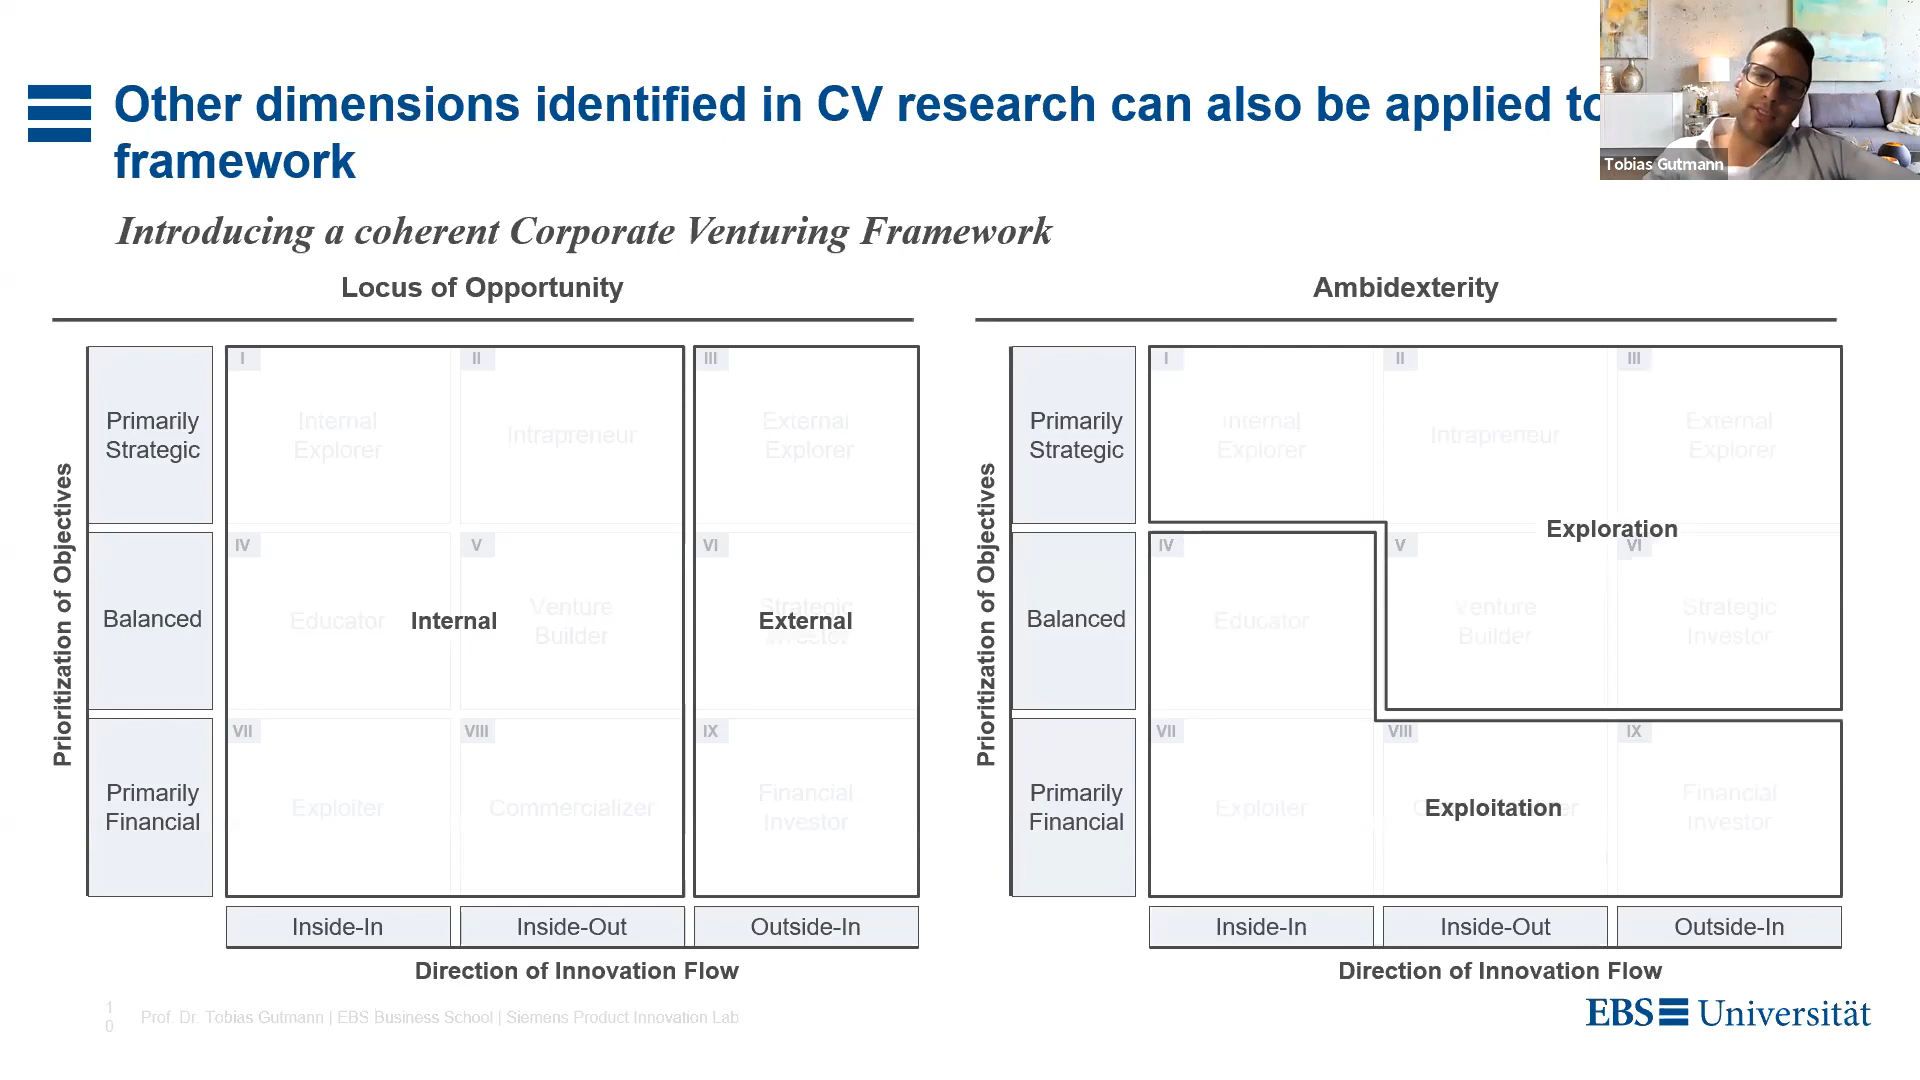 Other dimensions identified in CV research can also be applied to
framework
Tobias Gutmann
Introducing a coherent Corporate Venturing Framework
Locus of Opportunity
Prioritization of Objectives
Primarily
Strategic
Balanced
Primarily
Financial
I
II
III
Internal
Explorer
Intrapreneur
External
Explorer
IV
V
VI
Educator
Internal
Venture
Builder
Strategic
External
VII
VIII
IX
Exploiter
Commercializer
Financial
Investor
Inside-In
Inside-Out
Outside-In
Direction of Innovation Flow
Ambidexterity
Prioritization of Objectives
Primarily
Strategic
Balanced
Primarily
Financial
I
II
III
Internal
Explorer
Intrapreneur
External
Explorer
Exploration
IV
V
VI
Educator
Venture
Builder
Strategic
Investor
VII
VIII
IX
Exploiter
Exploitation
Financial
Investor
Inside-In
Inside-Out
Outside-In
Direction of Innovation Flow
1
0
Prof. Dr. Tobias Gutmann | EBS Business School | Siemens Product Innovation Lab
EBS Universität